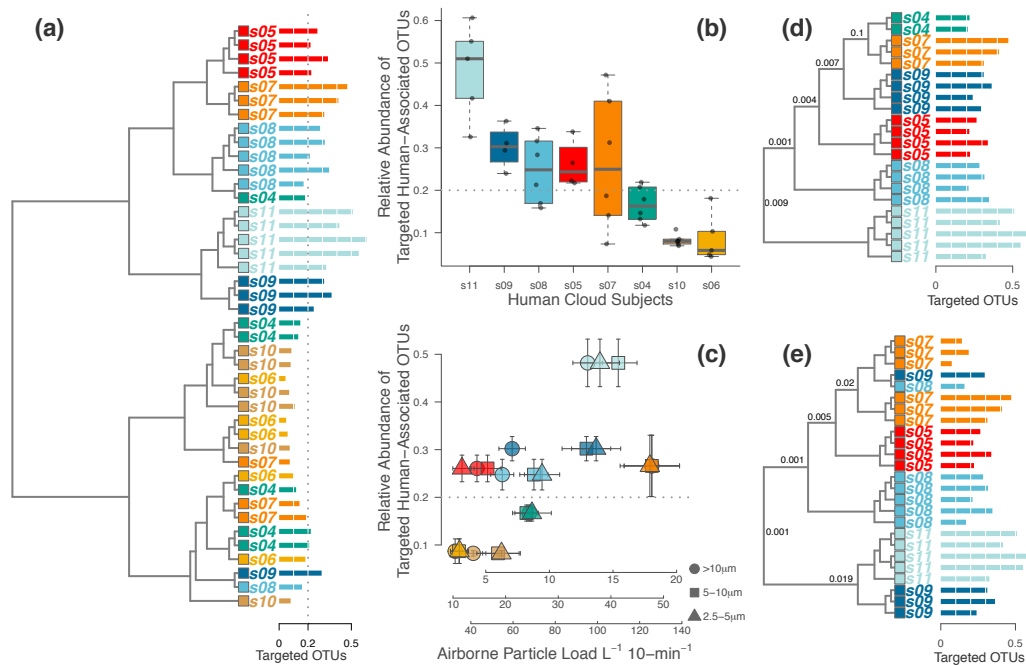 (a)
s05
s05
s05
s05
s07
s07
s07
s08
s08
s08
s08
s08
s04
s11
s11
s11
s11
s11
s09
s09
s09
s04
s04
s10
s10
s06
s10
s10
s06
s06
s10
s07
s06
s04
s07
s07
s04
s04
s06
s09
s08
s10
0 0.2 0.5
Targeted OTUs
(b)
Relative Abundance of
Targeted Human-Associated OTUs
0.6
0.5
0.4
0.3
0.2
0.1
s11 s09 s08 s05 s07 s04 s10 s06
Human Cloud Subjects
(c)
Relative Abundance of
Targeted Human-Associated OTUs
0.5
0.4
0.3
0.2
0.1
5 10 15 20
10 20 30 40 50
40 60 80 100 120 140
>10µm
5-10µm
2.5-5µm
Airborne Particle Load L⁻¹ 10-min⁻¹
(d)
0.1
0.007
0.004
0.001
0.009
s04
s04
s07
s07
s07
s09
s09
s09
s09
s05
s05
s05
s05
s08
s08
s08
s08
s11
s11
s11
s11
s11
0 0.5
Targeted OTUs
(e)
0.02
0.005
0.001
0.001
0.019
s07
s07
s07
s09
s08
s07
s07
s07
s05
s05
s05
s05
s08
s08
s08
s08
s08
s11
s11
s11
s11
s11
s09
s09
s09
0 0.5
Targeted OTUs